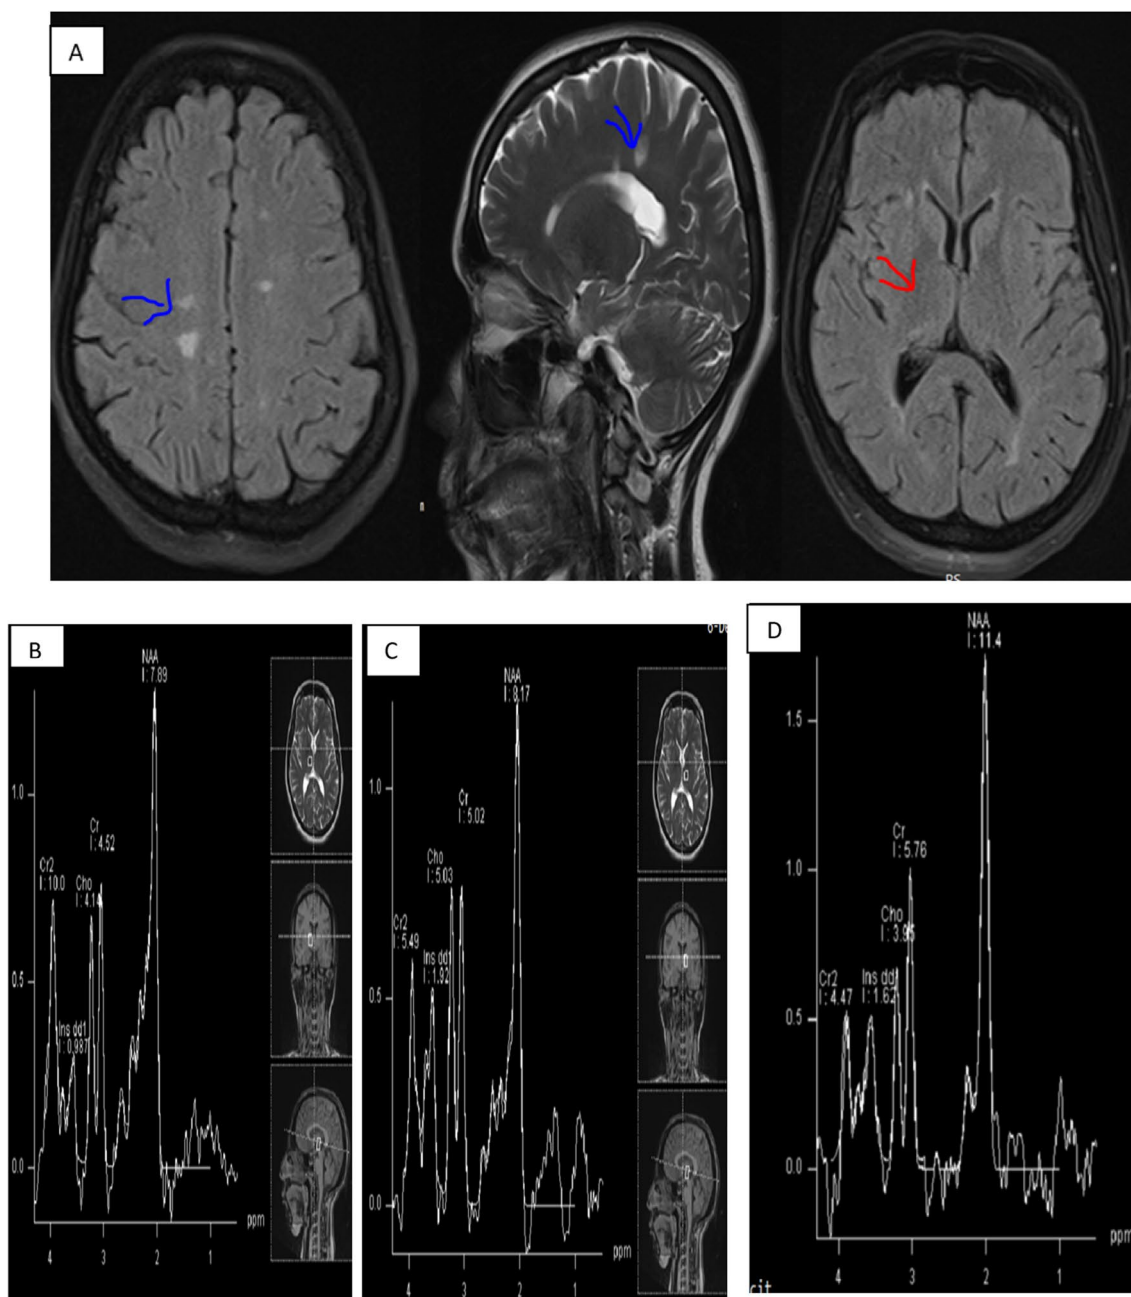 A
n
RS
B
NAA
I : 7.89
1.0
Cr
I : 4.52
Cr2
I : 10.0
Cho
I : 4.14
0.5
Ins dd1
I : 0.987
0.0
ppm
4
3
2
1
C
NAA
I : 8.17
1.0
Cr
I : 5.02
Cho
I : 5.03
Cr2
I : 5.49
Ins dd1
I : 1.92
0.5
0.0
ppm
4
3
2
1
D
NAA
I : 11.4
1.5
Cr
I : 5.76
1.0
Cho
I : 3.95
Cr2
I : 4.47
Ins dd
I : 1.62
0.5
0.0
ppm
4
3
2
1
cit